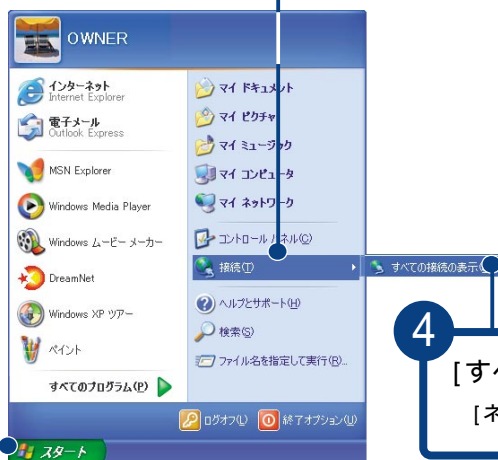 OWNER
インターネット
Internet Explorer
電子メール
Outlook Express
MSN Explorer
Windows Media Player
Windows ムービー メーカー
DreamNet
Windows XP ツアー
ペイント
すべてのプログラム(P)
マイ ドキュメント
マイ ピクチャ
マイ ミュージック
マイ コンピュータ
マイ ネットワーク
コントロール パネル(C)
接続(T)
すべての接続の表示
ヘルプとサポート(H)
検索(S)
ファイル名を指定して実行(R)...
ログオフ(L)
終了オプション(U)
スタート
4
[すべ
[ネ